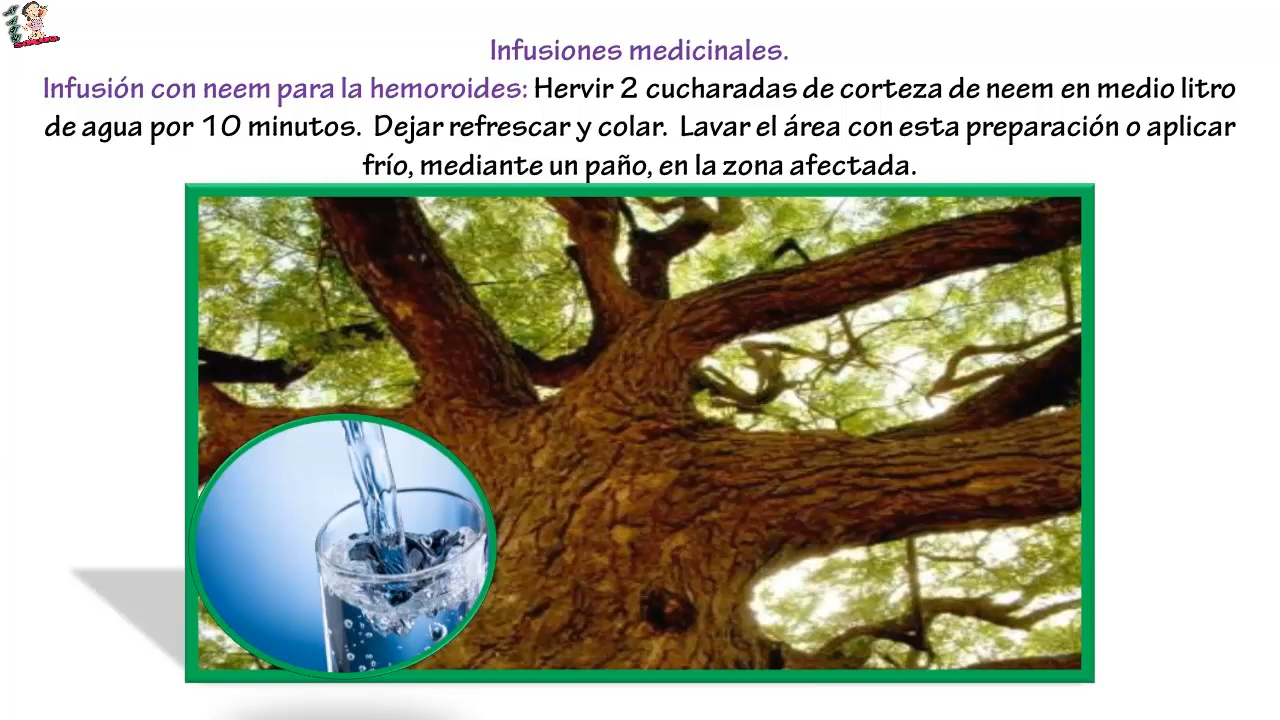 Infusiones medicinales.
Infusión con neem para la hemoroides: Hervir 2 cucharadas de corteza de neem en medio litro
de agua por 10 minutos. Dejar refrescar y colar. Lavar el área con esta preparación o aplicar
frío, mediante un paño, en la zona afectada.